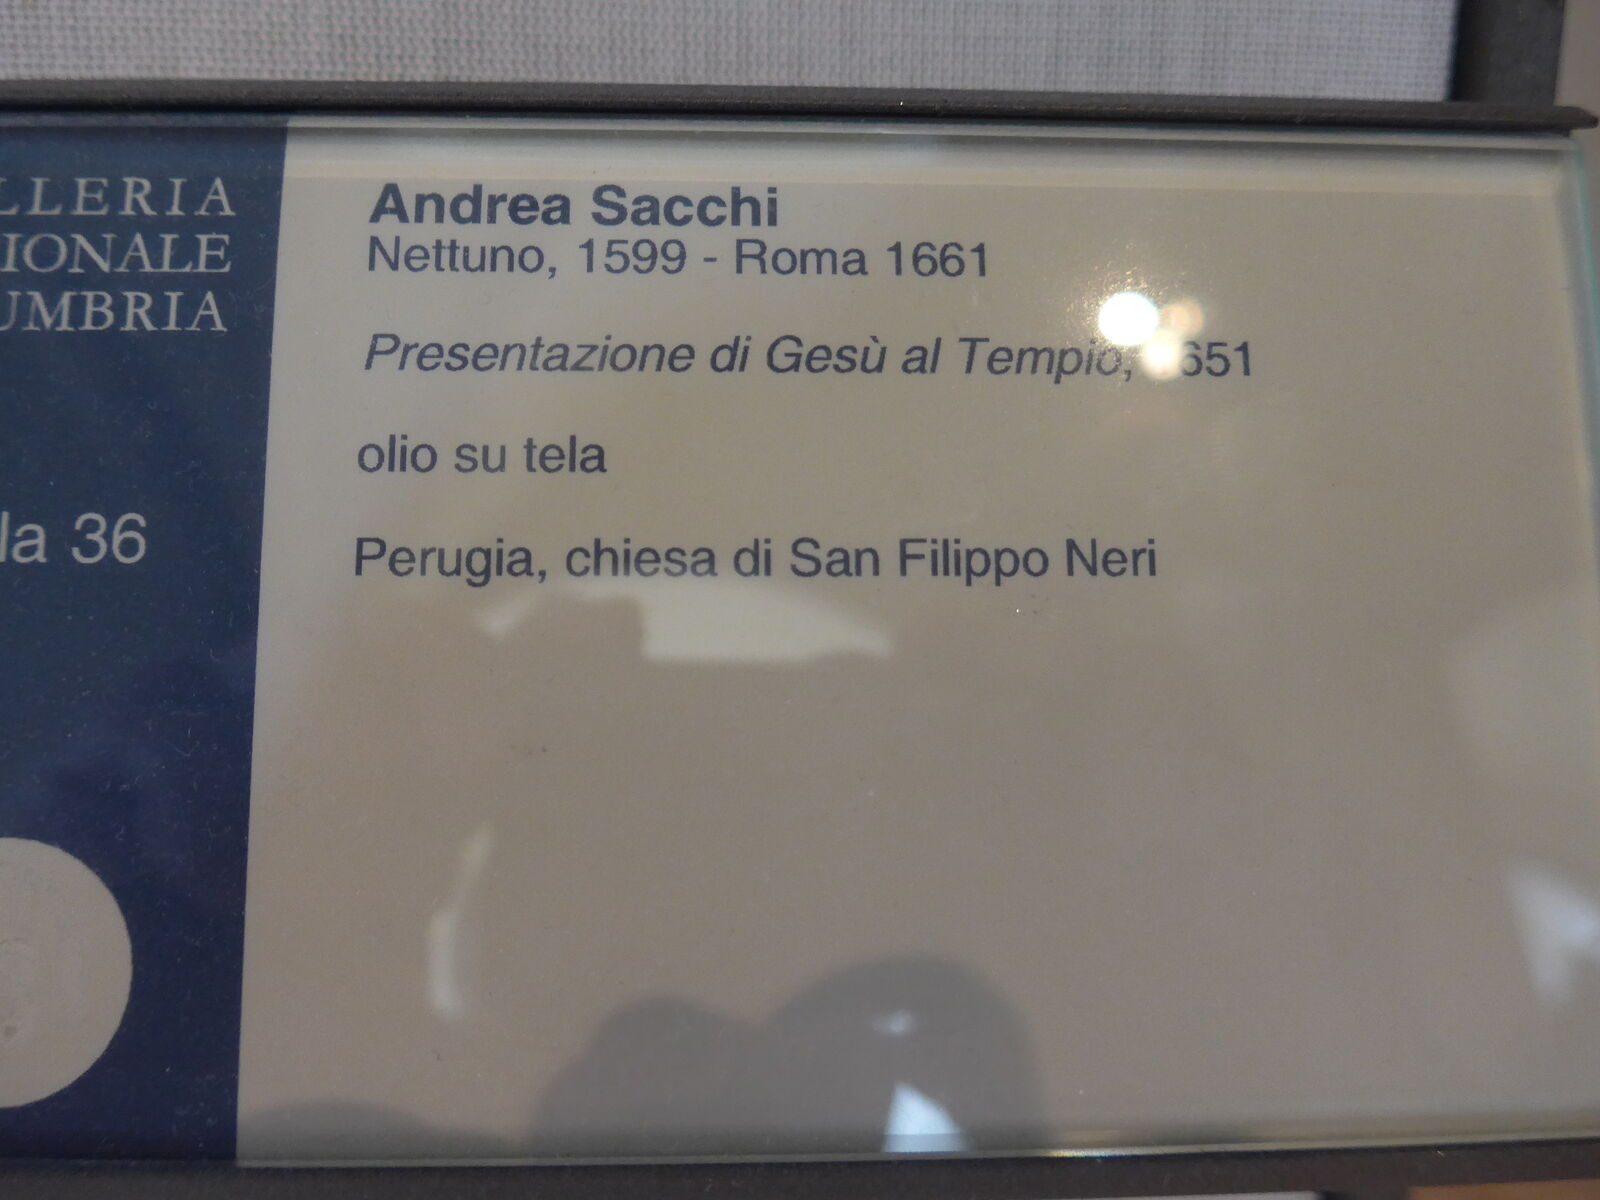 LLERIA
IONALE
UMBRIA
la 36
Andrea Sacchi
Nettuno, 1599 - Roma 1661
Presentazione di Gesù al Tempio, 1651
olio su tela
Perugia, chiesa di San Filippo Neri